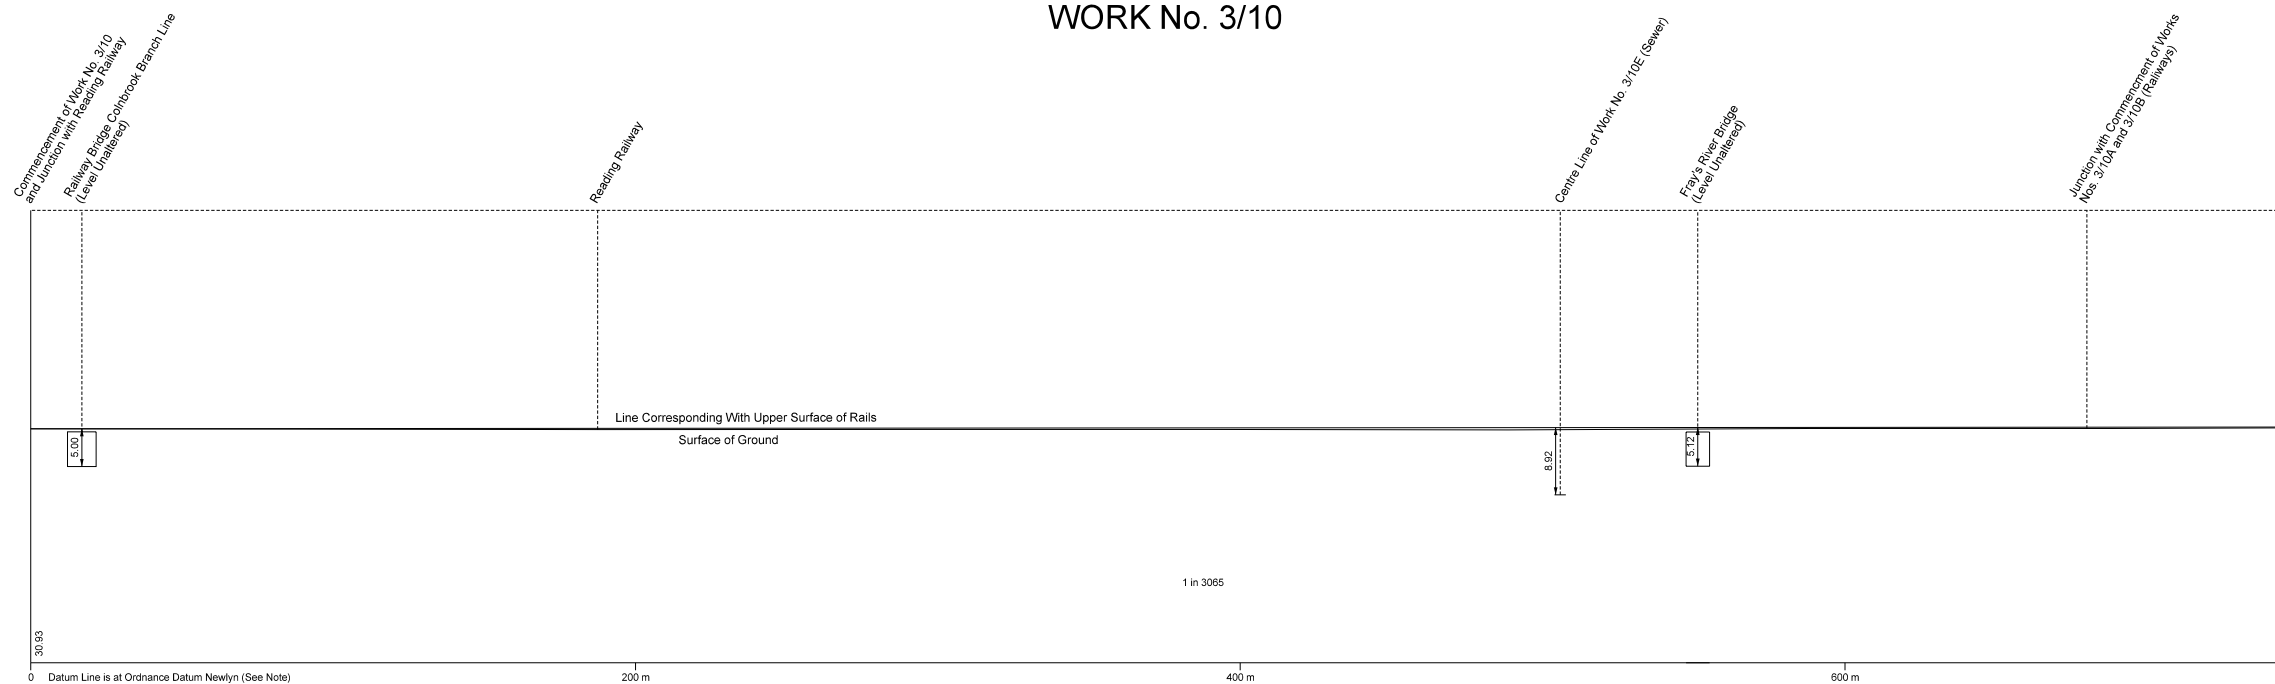 WORK No. 3/10
Commencement of Work No. 3/10
and Junction with Reading Railway
Railway Bridge Colnbrook Branch Line
(Level Unaltered)
Reading Railway
Centre Line of Work No. 3/10E (Sewer)
Fray's River Bridge
(Level Unaltered)
Junction with Commencment of Works
Nos. 3/10A and 3/10B (Railways)
Line Corresponding With Upper Surface of Rails
Surface of Ground
5.00
8.92
5.12
1 in 3065
30.93
0
Datum Line is at Ordnance Datum Newlyn (See Note)
200 m
400 m
600 m